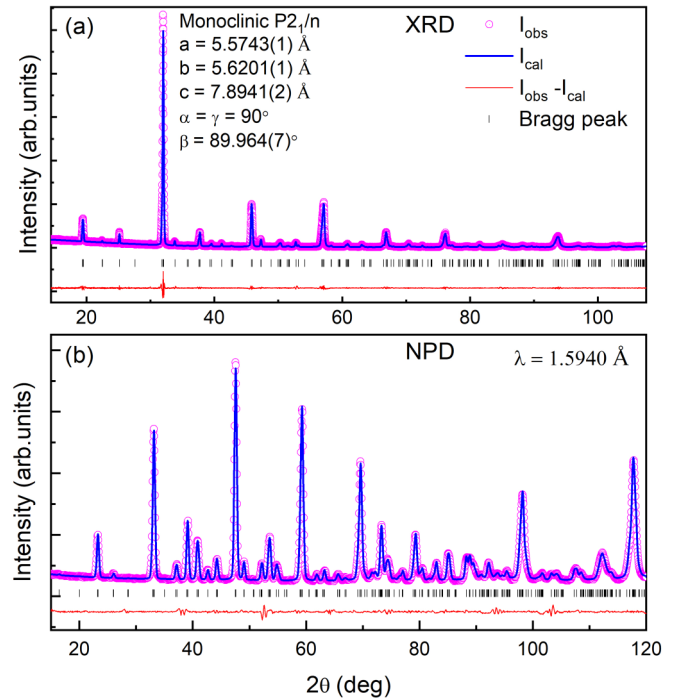 (a)
Monoclinic P2₁/n
a = 5.5743(1) Å
b = 5.6201(1) Å
c = 7.8941(2) Å
α = γ = 90°
β = 89.964(7)°
XRD
I_obs
I_cal
I_obs -I_cal
Bragg peak
Intensity (arb.units)
20 40 60 80 100
(b)
NPD
λ = 1.5940 Å
Intensity (arb.units)
20 40 60 80 100 120
2θ (deg)